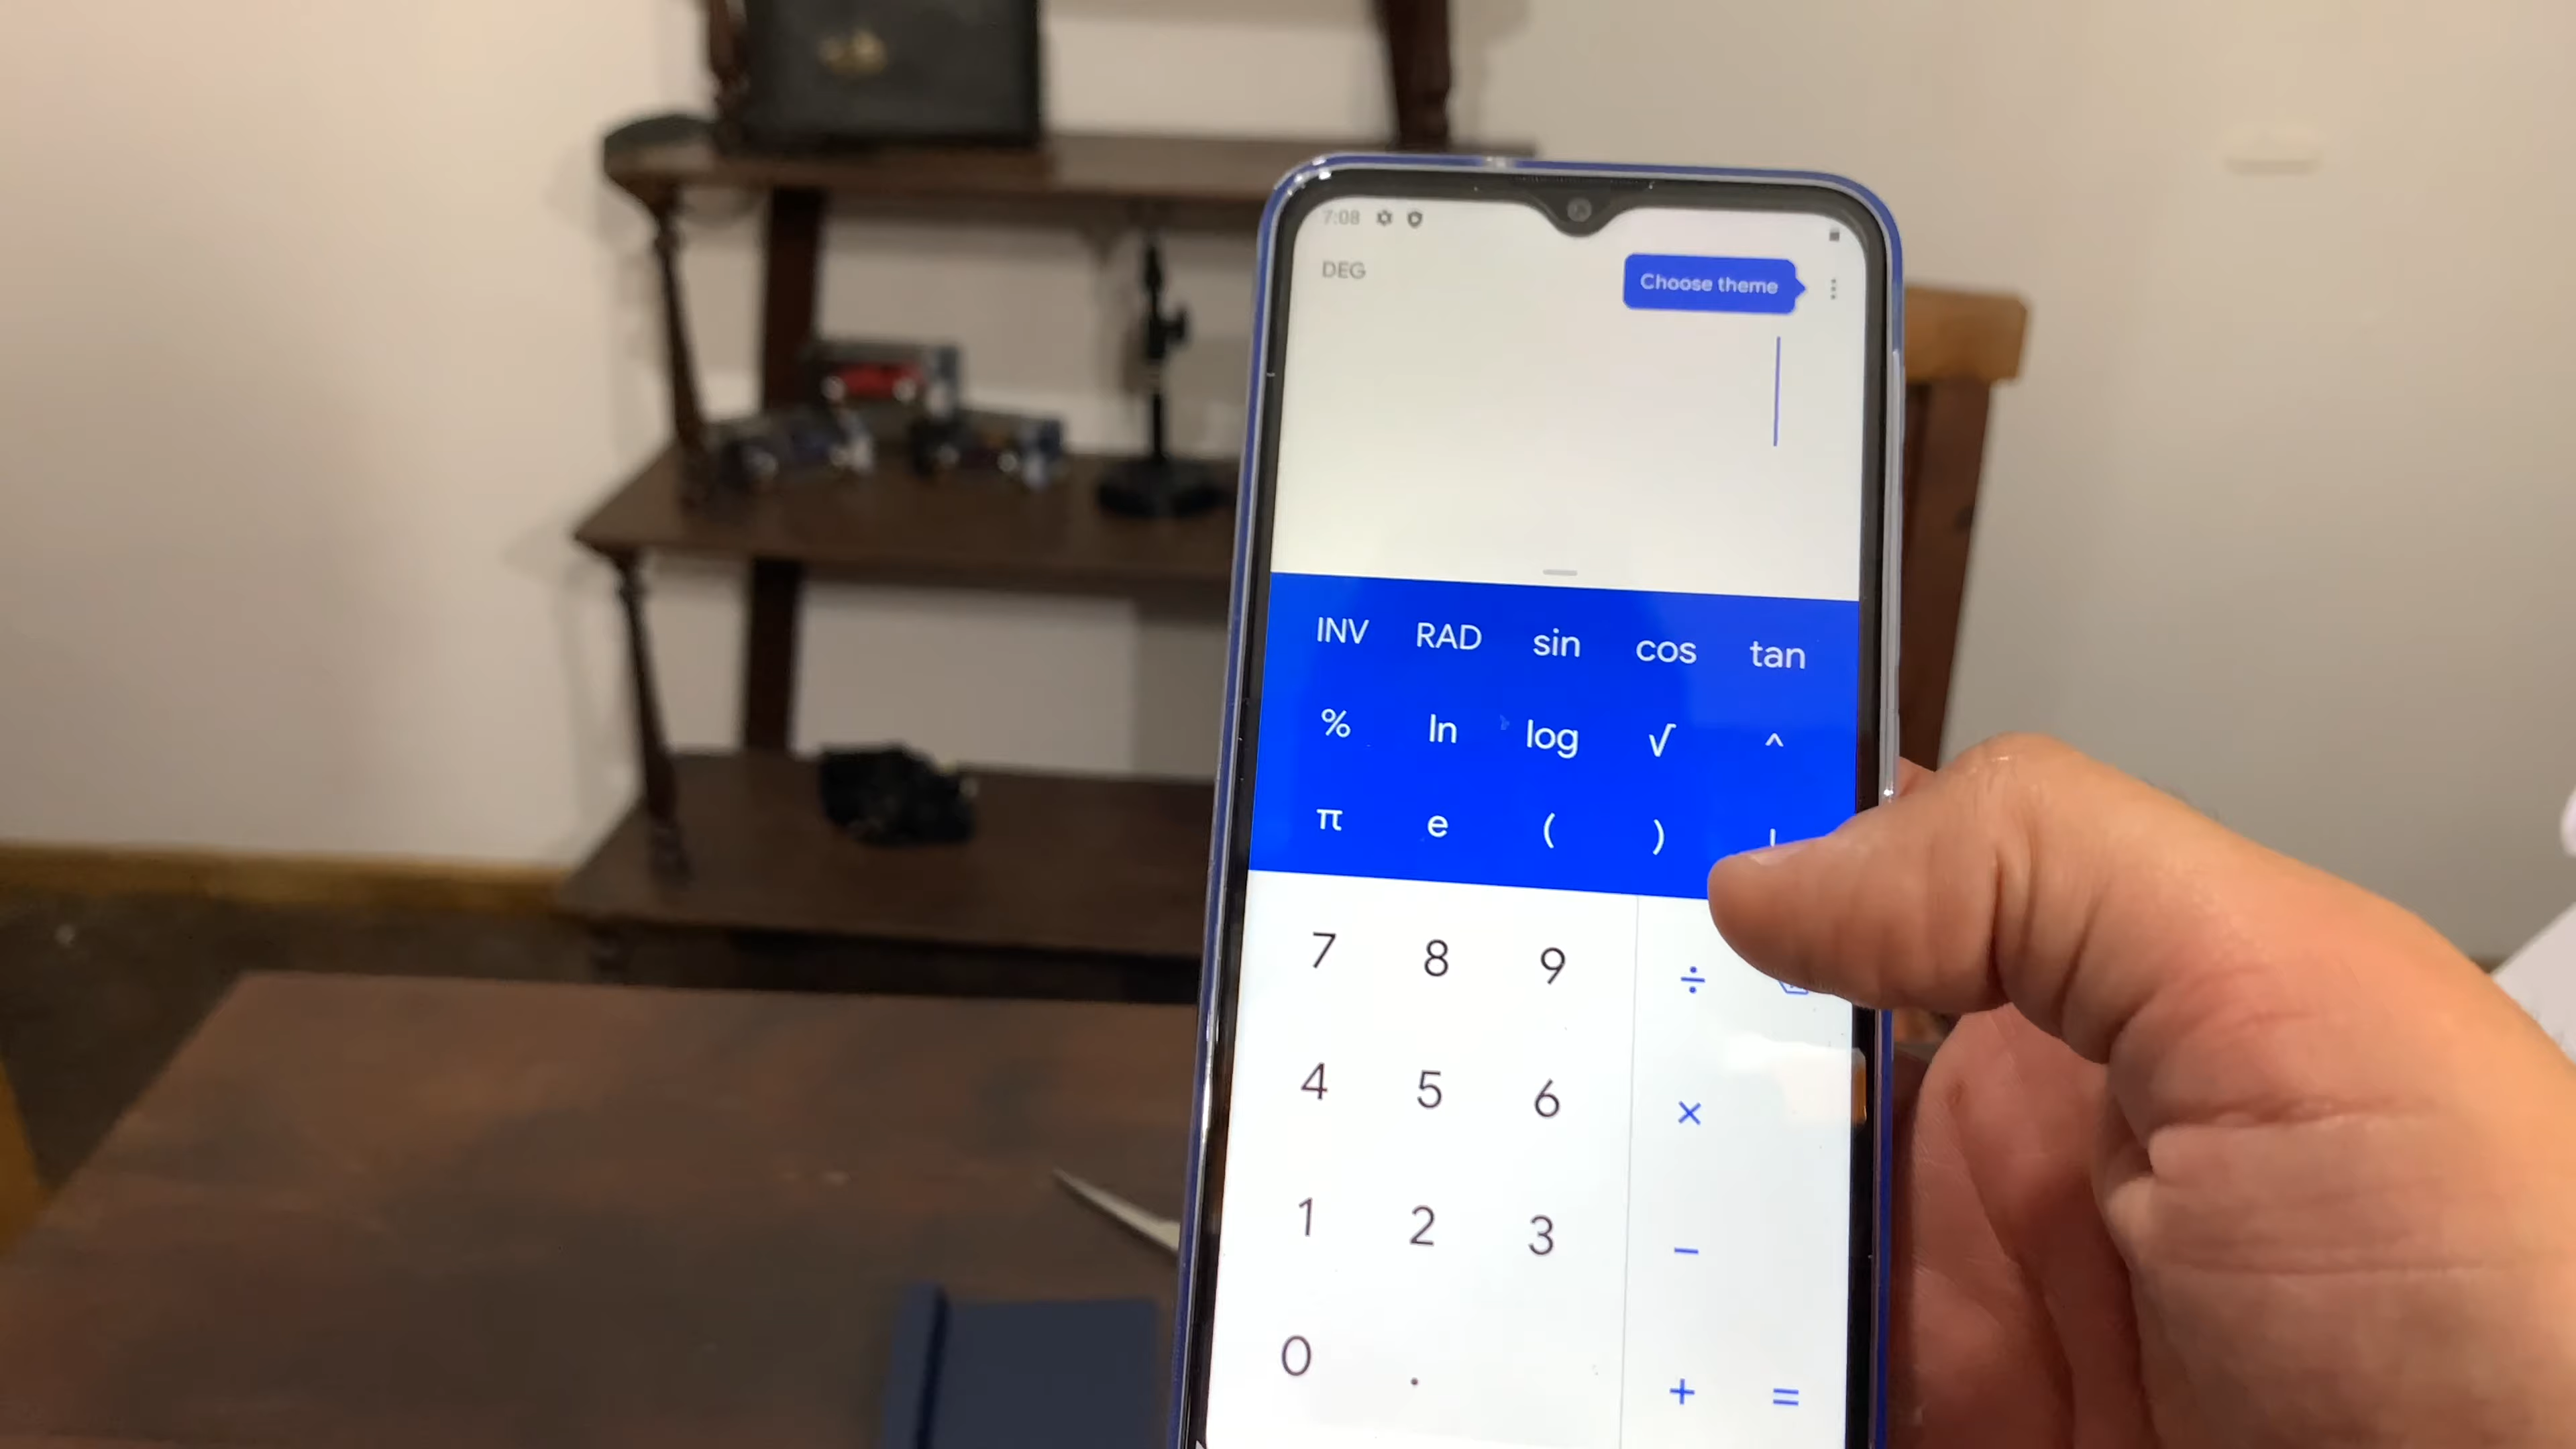 7:08
DEG
Choose theme
INV RAD sin cos tan
% ln log √ ^
π e ( )
7 8 9 ÷
4 5 6 ×
1 2 3 −
0 . + =